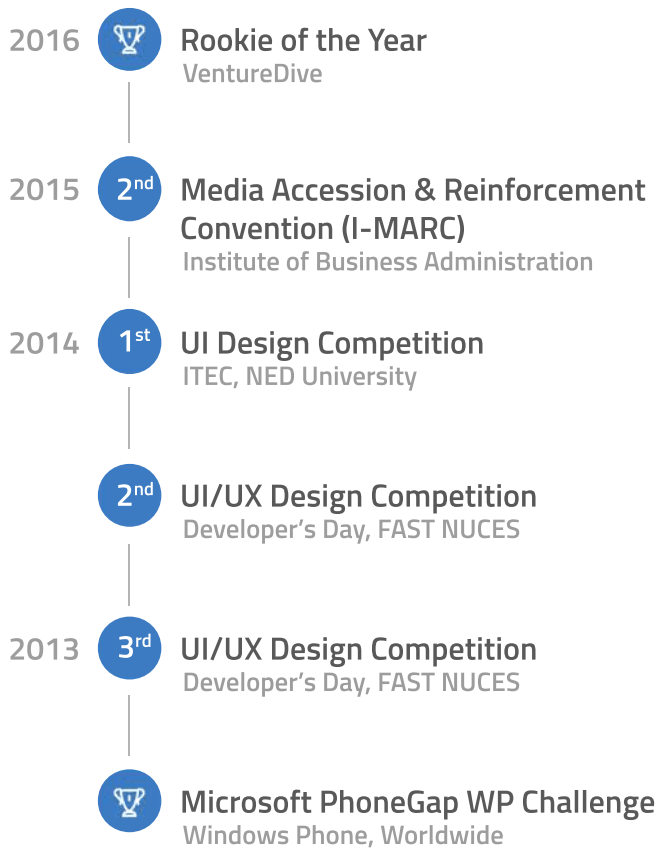 2016
Rookie of the Year
VentureDive
2015
2nd
Media Accession & Reinforcement
Convention (I-MARC)
Institute of Business Administration
2014
1st
UI Design Competition
ITEC, NED University
2nd
UI/UX Design Competition
Developer's Day, FAST NUCES
2013
3rd
UI/UX Design Competition
Developer's Day, FAST NUCES
Microsoft PhoneGap WP Challenge
Windows Phone, Worldwide